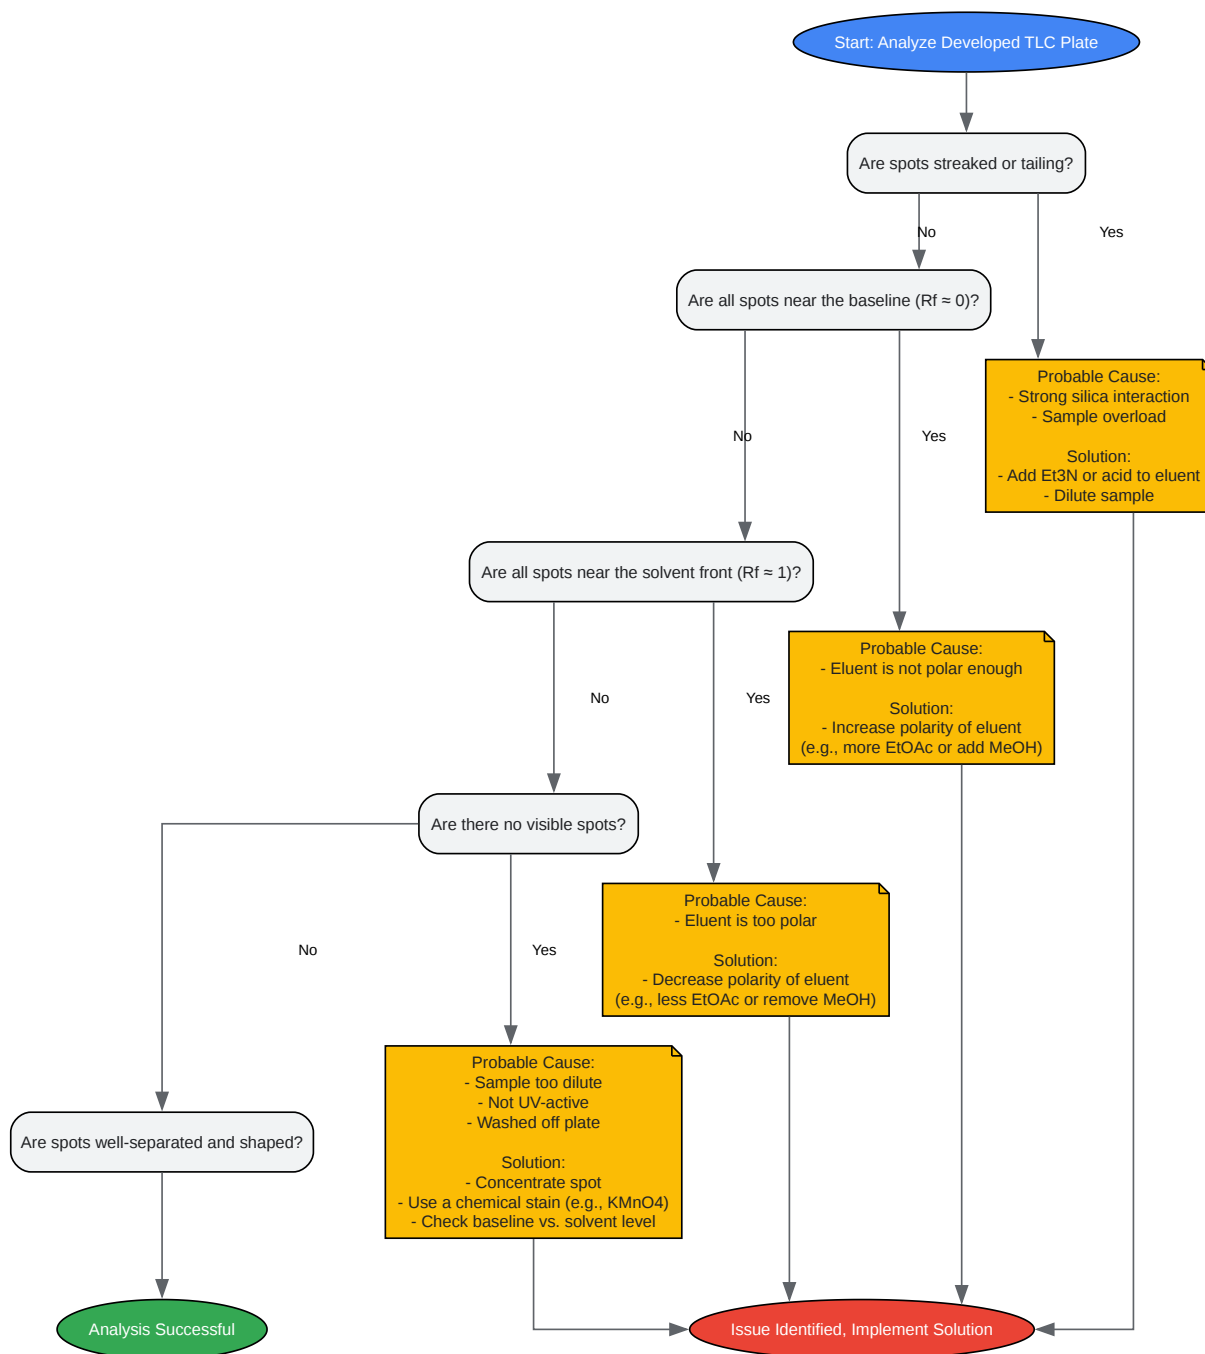 Start: Analyze Developed TLC Plate
Are spots streaked or tailing?
No
Yes
Are all spots near the baseline (Rf ≈ 0)?
Probable Cause:
- Strong silica interaction
- Sample overload
Solution:
- Add Et3N or acid to eluent
- Dilute sample
No
Yes
Are all spots near the solvent front (Rf ≈ 1)?
Probable Cause:
- Eluent is not polar enough
Solution:
- Increase polarity of eluent
(e.g., more EtOAc or add MeOH)
No
Yes
Are there no visible spots?
Probable Cause:
- Eluent is too polar
Solution:
- Decrease polarity of eluent
(e.g., less EtOAc or remove MeOH)
No
Yes
Probable Cause:
- Sample too dilute
- Not UV-active
- Washed off plate
Solution:
- Concentrate spot
- Use a chemical stain (e.g., KMnO4)
- Check baseline vs. solvent level
Are spots well-separated and shaped?
Analysis Successful
Issue Identified, Implement Solution